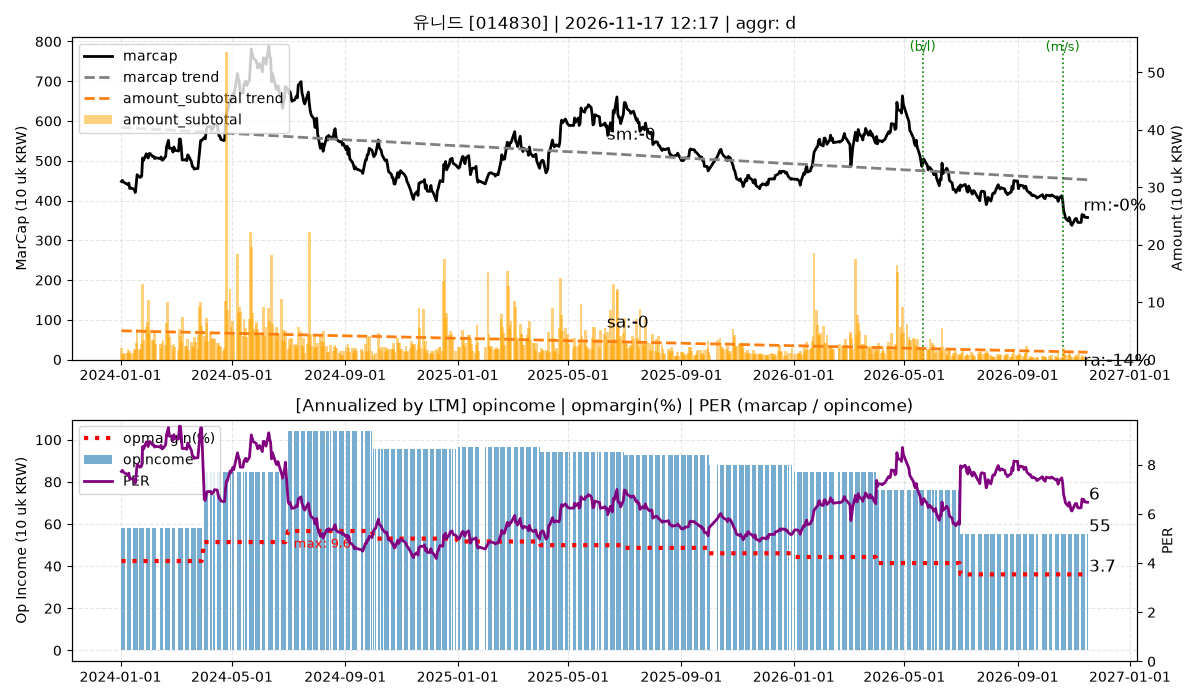 유니드 [014830] | 2026-11-17 12:17 | aggr: d
800
700
600
500
400
300
200
100
0
MarCap (10 uk KRW)
marcap
marcap trend
amount_subtotal trend
amount_subtotal
(b/l)
(m/s)
sm:-0
rm:-0%
sa:-0
ra:-14%
50
40
30
20
10
0
Amount (10 uk KRW)
2024-01-01 2024-05-01 2024-09-01 2025-01-01 2025-05-01 2025-09-01 2026-01-01 2026-05-01 2026-09-01 2027-01-01
[Annualized by LTM] opincome | opmargin(%) | PER (marcap / opincome)
100
80
60
40
20
0
Op Income (10 uk KRW)
opmargin(%)
opincome
PER
max: 9.6
6
55
3.7
8
6
4
2
0
PER
2024-01-01 2024-05-01 2024-09-01 2025-01-01 2025-05-01 2025-09-01 2026-01-01 2026-05-01 2026-09-01 2027-01-01